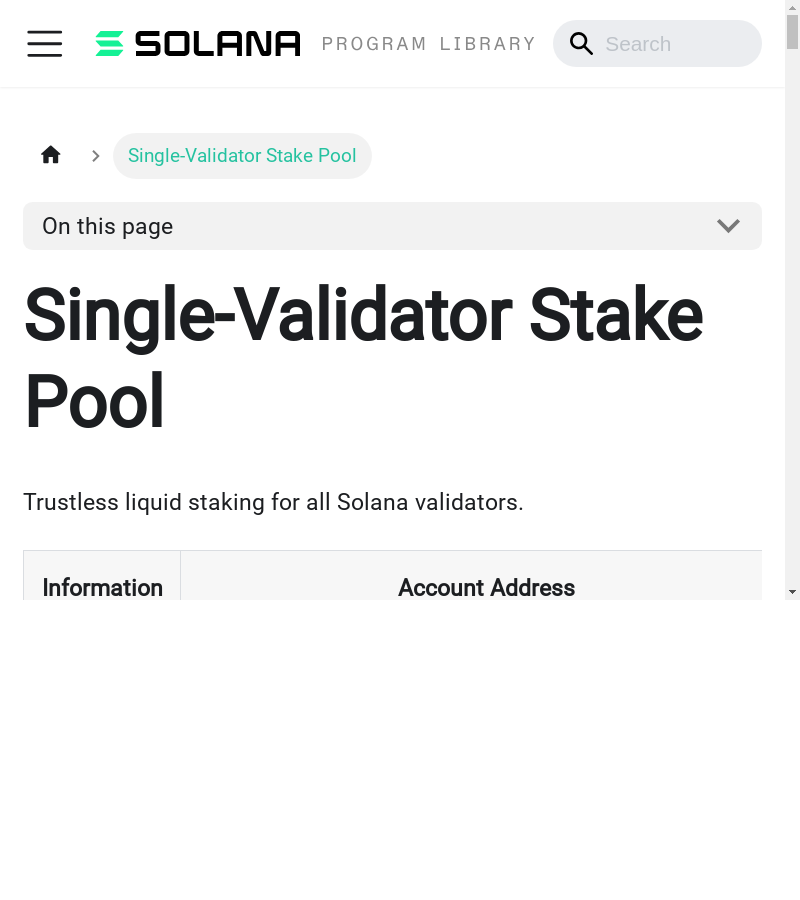 SOLANA PROGRAM LIBRARY Search
Single-Validator Stake Pool
On this page
Single-Validator Stake
Pool
Trustless liquid staking for all Solana validators.
Information Account Address